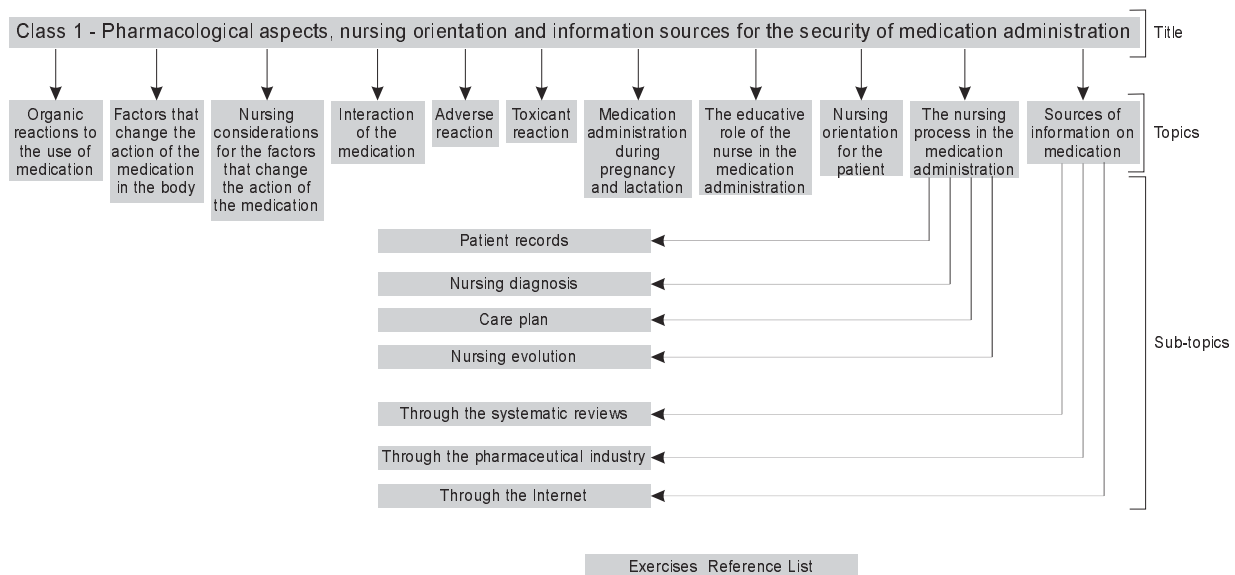 Class 1 - Pharmacological aspects, nursing orientation and information sources for the security of medication administration
Title
Organic
reactions to
the use of
medication
Factors that
change the
action of the
medication
in the body
Nursing
considerations
for the factors
that change
the action of
the medication
Interaction
of the
medication
Adverse
reaction
Toxicant
reaction
Medication
administration
during
pregnancy
and lactation
The educative
role of the
nurse in the
medication
administration
Nursing
orientation
for the
patient
The nursing
process in the
medication
administration
Sources of
information on
medication
Topics
Patient records
Nursing diagnosis
Care plan
Nursing evolution
Through the systematic reviews
Through the pharmaceutical industry
Through the Internet
Sub-topics
Exercises Reference List